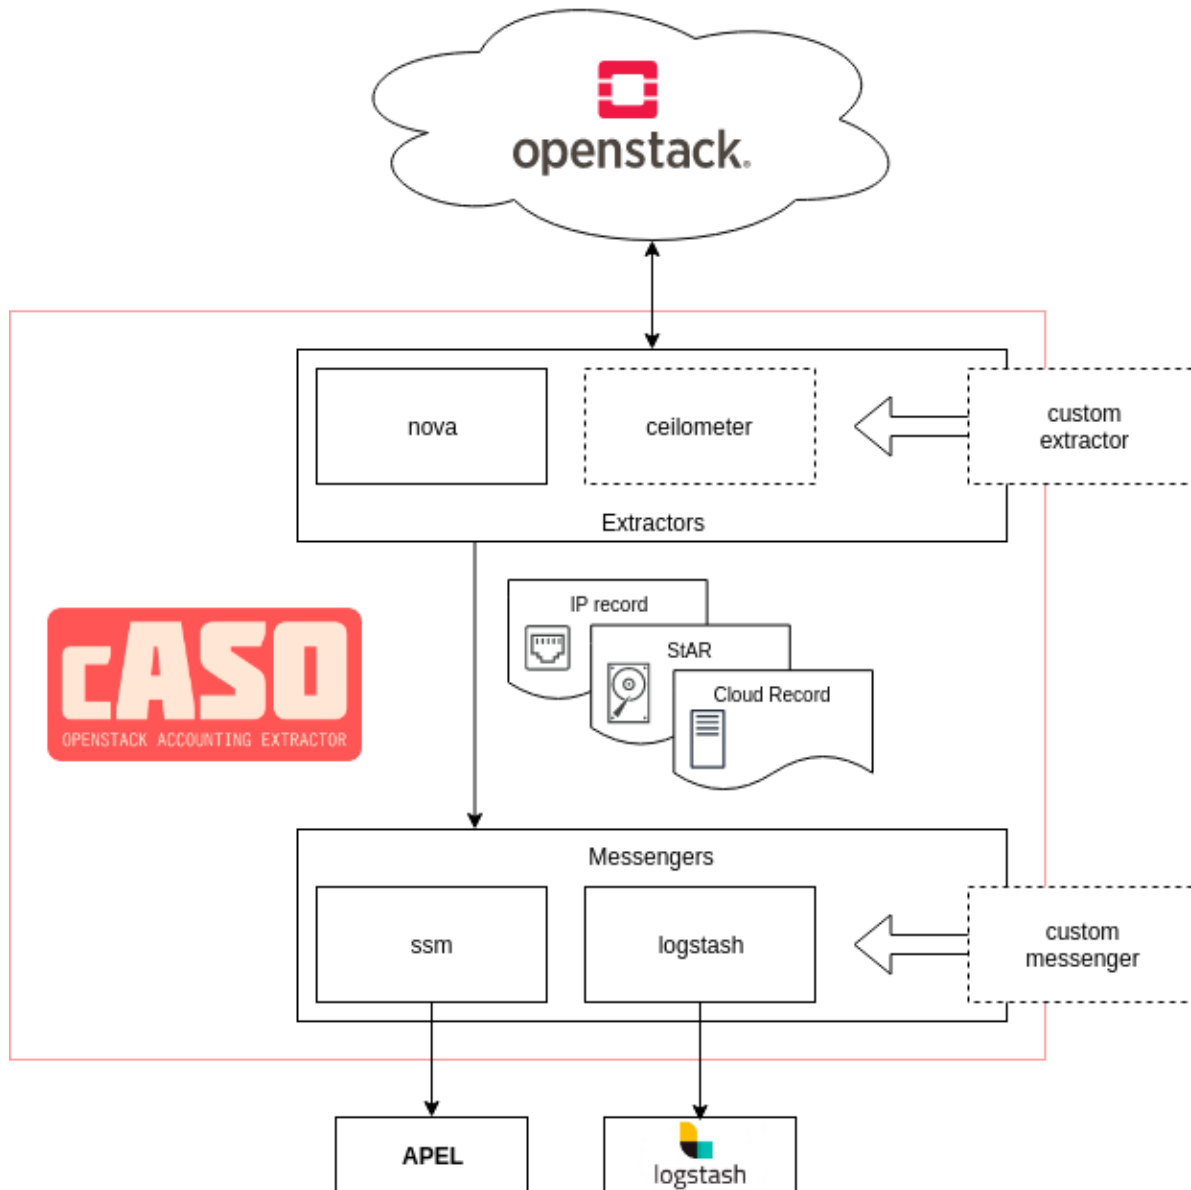 openstack.
nova
ceilometer
custom
extractor
Extractors
IP record
StAR
Cloud Record
cASO
OPENSTACK ACCOUNTING EXTRACTOR
Messengers
ssm
logstash
custom
messenger
APEL
logstash